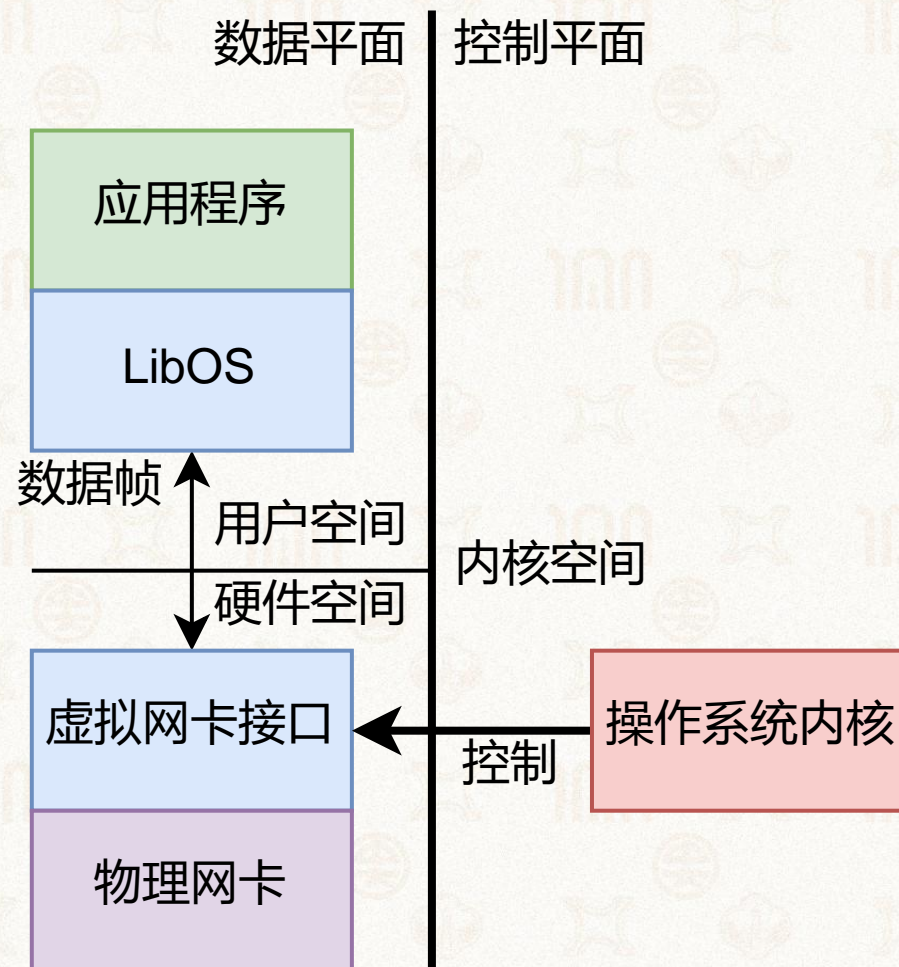 数据平面
控制平面
应用程序
LibOS
数据帧
用户空间
内核空间
硬件空间
虚拟网卡接口
控制
操作系统内核
物理网卡